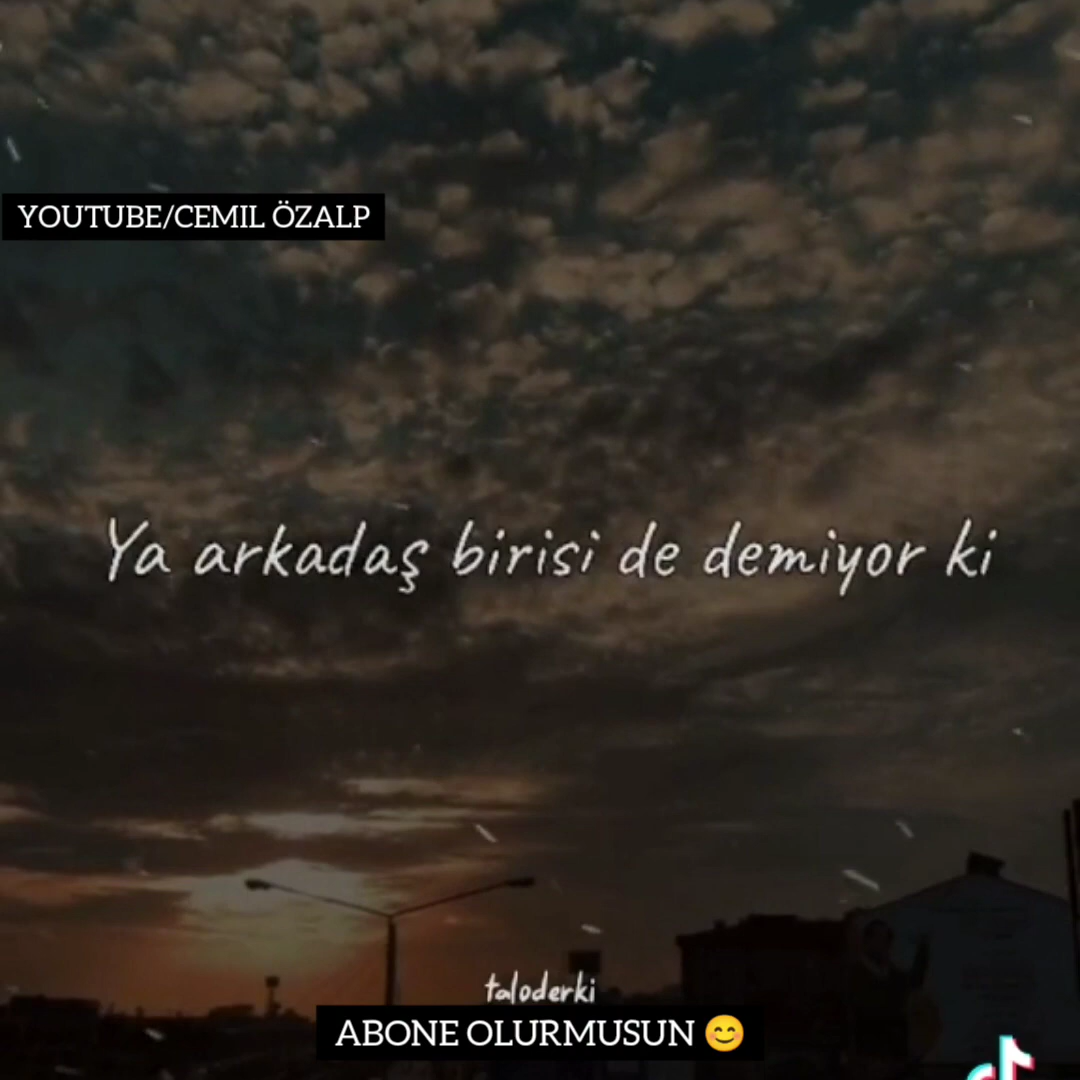 YOUTUBE/CEMIL ÖZALP
Ya arkadaş birisi de demiyor ki
taloderki
ABONE OLURMUSUN 😊